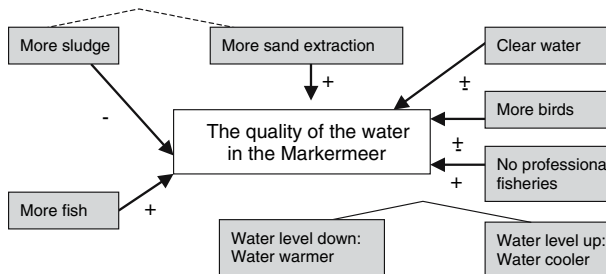 More sludge
More sand extraction
Clear water
+
±
-
The quality of the water
in the Markermeer
More birds
±
No professional
fisheries
+
More fish
+
Water level down:
Water warmer
Water level up:
Water cooler